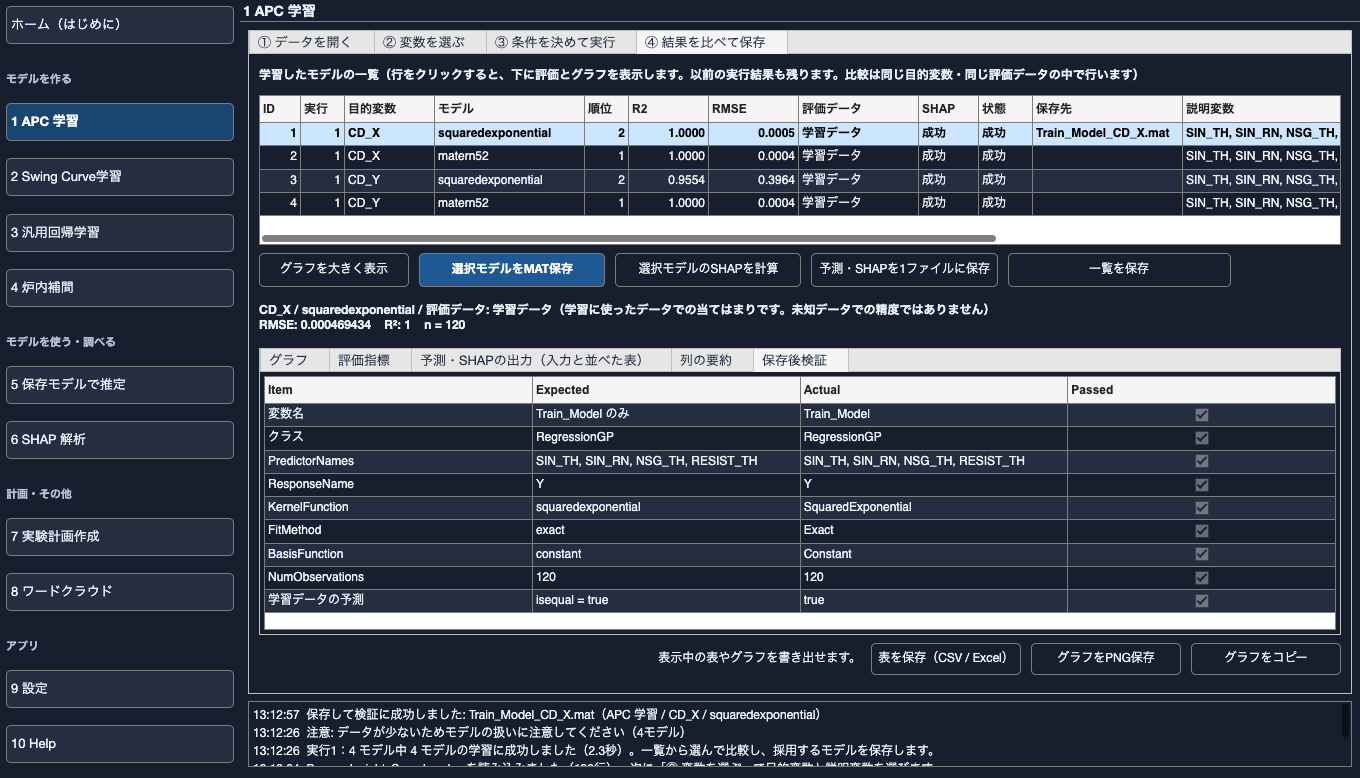 ホーム（はじめに）
モデルを作る
1 APC 学習
2 Swing Curve学習
3 汎用回帰学習
4 炉内補間
モデルを使う・調べる
5 保存モデルで推定
6 SHAP 解析
計画・その他
7 実験計画作成
8 ワードクラウド
アプリ
9 設定
10 Help
1 APC 学習
① データを開く ② 変数を選ぶ ③ 条件を決めて実行 ④ 結果を比べて保存
学習したモデルの一覧（行をクリックすると、下に評価とグラフを表示します。以前の実行結果も残ります。比較は同じ目的変数・同じ評価データの中で行います）
ID 実行 目的変数 モデル 順位 R2 RMSE 評価データ SHAP 状態 保存先 説明変数
1 1 CD_X squaredexponential 2 1.0000 0.0005 学習データ 成功 成功 Train_Model_CD_X.mat SIN_TH, SIN_RN, NSG_TH,
2 1 CD_X matern52 1 1.0000 0.0004 学習データ 成功 成功 SIN_TH, SIN_RN, NSG_TH,
3 1 CD_Y squaredexponential 2 0.9554 0.3964 学習データ 成功 成功 SIN_TH, SIN_RN, NSG_TH,
4 1 CD_Y matern52 1 1.0000 0.0004 学習データ 成功 成功 SIN_TH, SIN_RN, NSG_TH,
グラフを大きく表示 選択モデルをMAT保存 選択モデルのSHAPを計算 予測・SHAPを1ファイルに保存 一覧を保存
CD_X / squaredexponential / 評価データ: 学習データ（学習に使ったデータでの当てはまりです。未知データでの精度ではありません）
RMSE: 0.000469434 R²: 1 n = 120
グラフ 評価指標 予測・SHAPの出力（入力と並べた表） 列の要約 保存後検証
Item Expected Actual Passed
変数名 Train_Model のみ Train_Model
クラス RegressionGP RegressionGP
PredictorNames SIN_TH, SIN_RN, NSG_TH, RESIST_TH SIN_TH, SIN_RN, NSG_TH, RESIST_TH
ResponseName Y Y
KernelFunction squaredexponential SquaredExponential
FitMethod exact Exact
BasisFunction constant Constant
NumObservations 120 120
学習データの予測 isequal = true true
表示中の表やグラフを書き出せます。 表を保存（CSV / Excel） グラフをPNG保存 グラフをコピー
13:12:57 保存して検証に成功しました: Train_Model_CD_X.mat（APC 学習 / CD_X / squaredexponential）
13:12:26 注意: データが少ないためモデルの扱いに注意してください（4モデル）
13:12:26 実行1：4 モデル中 4 モデルの学習に成功しました（2.3秒）。一覧から選んで比較し、採用するモデルを保存します。